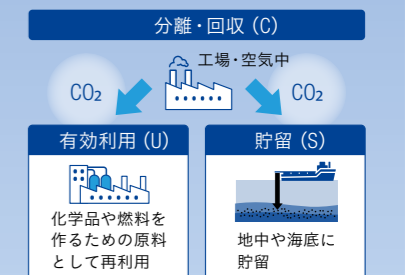 分離・回収（C）
工場・空気中
CO₂
CO₂
有効利用（U）
貯留（S）
化学品や燃料を
作るための原料
として再利用
地中や海底に
貯留